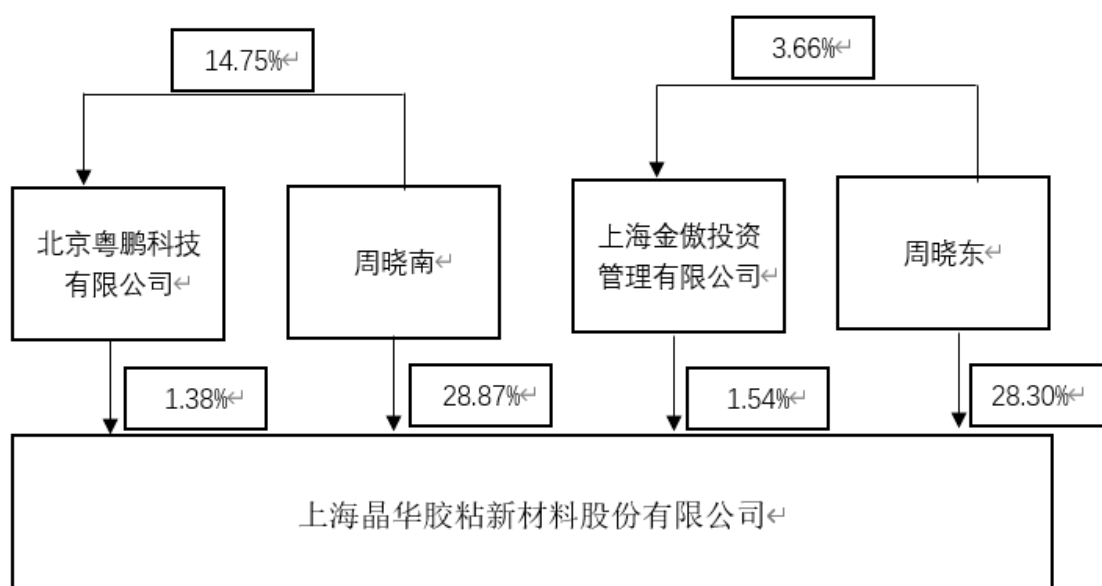 14.75%↵
3.66%↵
北京粤鹏科技
有限公司↵
周晓南↵
上海金傲投资
管理有限公司↵
周晓东↵
1.38%↵
28.87%↵
1.54%↵
28.30%↵
上海晶华胶粘新材料股份有限公司↵